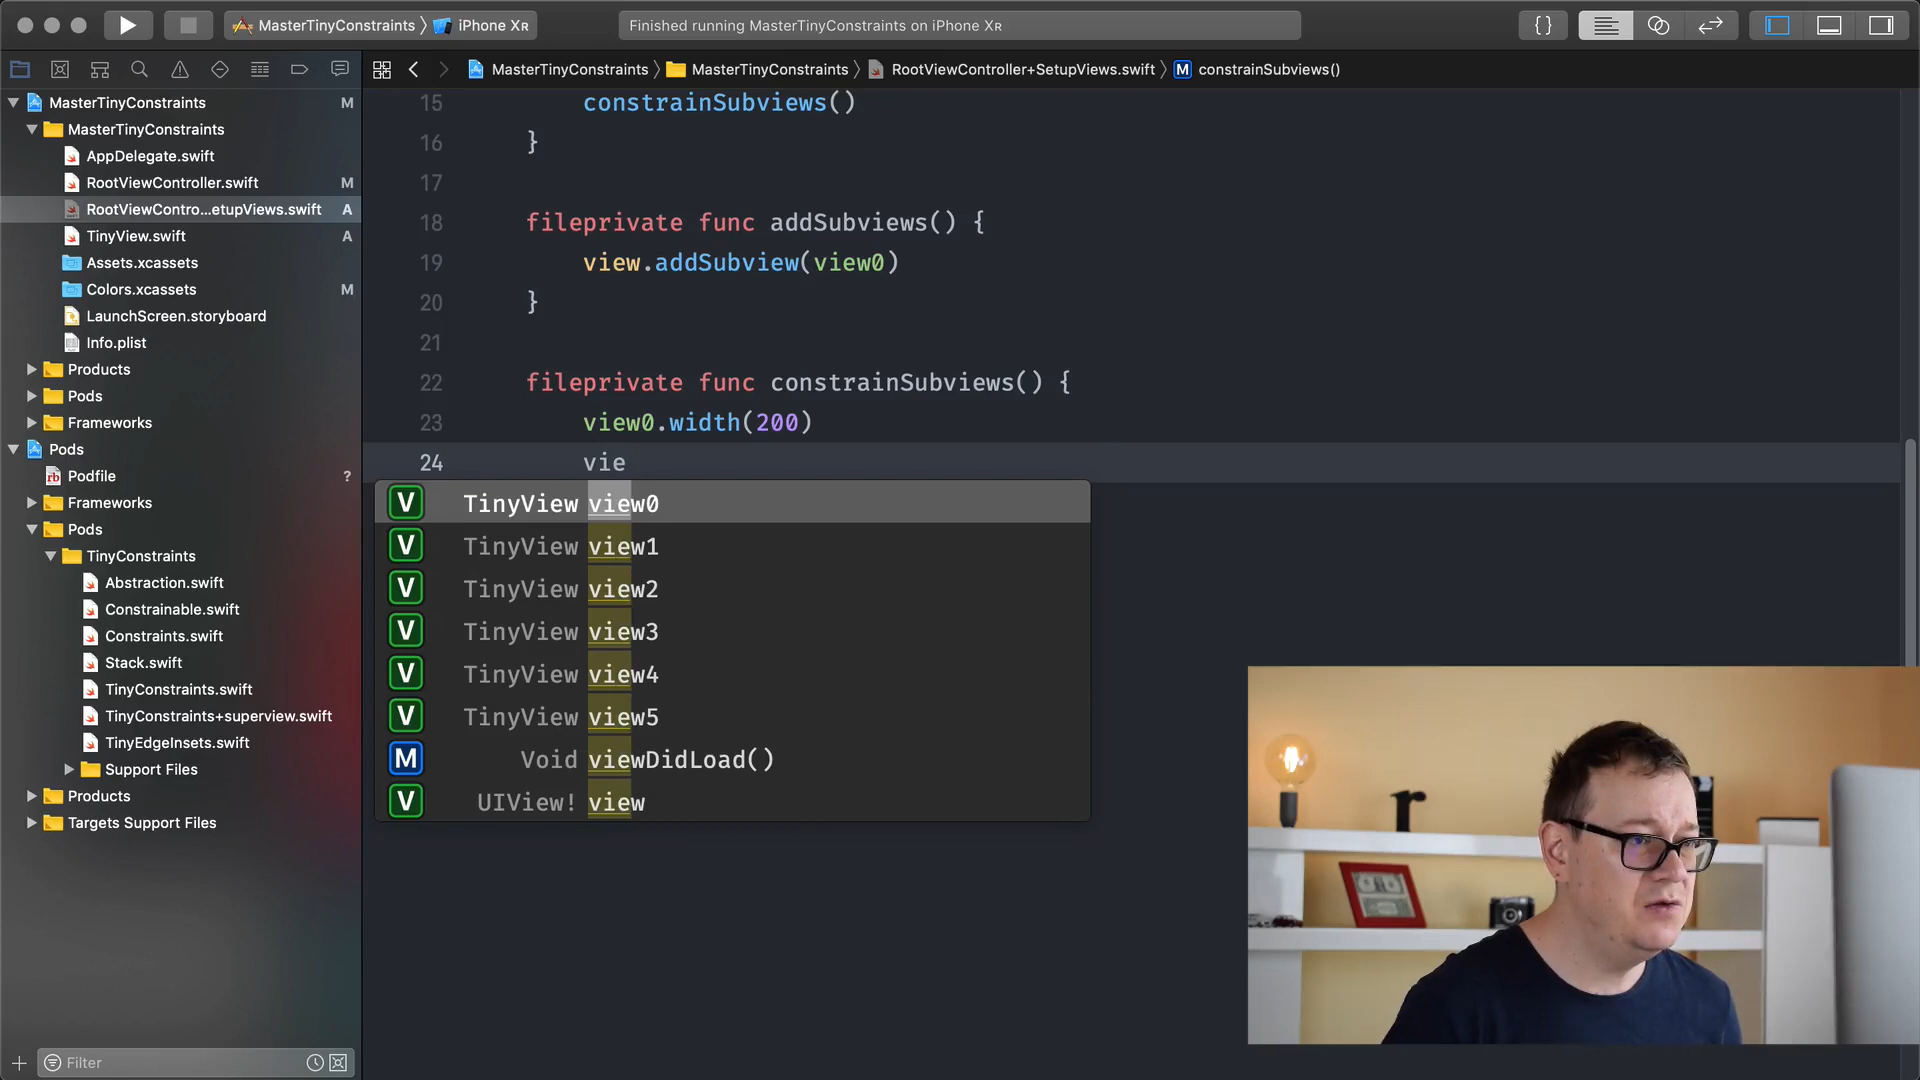 MasterTinyConstraints
iPhone Xʀ
Finished running MasterTinyConstraints on iPhone Xʀ
{}
MasterTinyConstraints
MasterTinyConstraints
RootViewController+SetupViews.swift
M constrainSubviews()
MasterTinyConstraints M
MasterTinyConstraints
AppDelegate.swift
RootViewController.swift M
RootViewContro...etupViews.swift A
TinyView.swift A
Assets.xcassets
Colors.xcassets M
LaunchScreen.storyboard
Info.plist
Products
Pods
Frameworks
Pods
rb Podfile ?
Frameworks
Pods
TinyConstraints
Abstraction.swift
Constrainable.swift
Constraints.swift
Stack.swift
TinyConstraints.swift
TinyConstraints+superview.swift
TinyEdgeInsets.swift
Support Files
Products
Targets Support Files
Filter
15 constrainSubviews()
16 }
17
18 fileprivate func addSubviews() {
19 view.addSubview(view0)
20 }
21
22 fileprivate func constrainSubviews() {
23 view0.width(200)
24 vie
V TinyView view0
V TinyView view1
V TinyView view2
V TinyView view3
V TinyView view4
V TinyView view5
M Void viewDidLoad()
V UIView! view